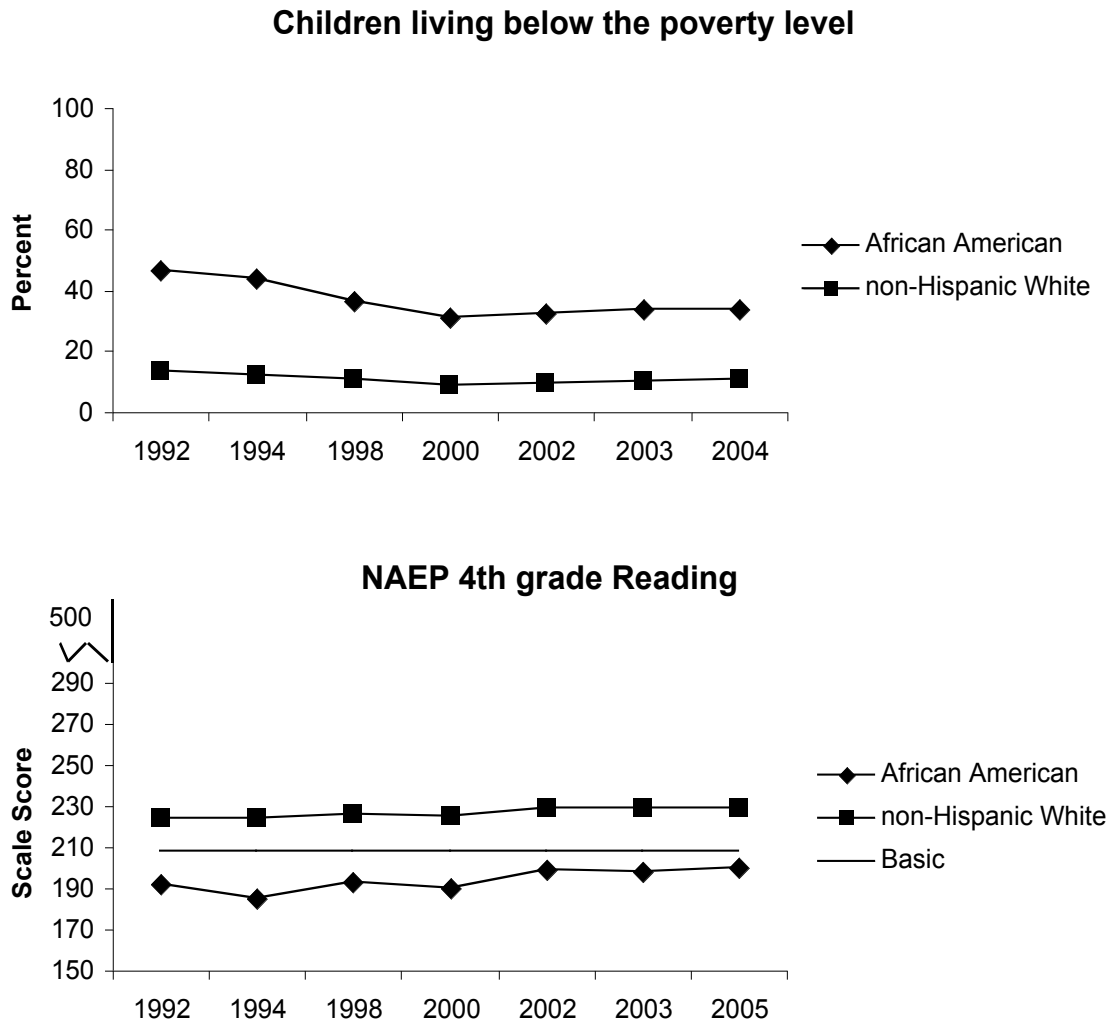 Children living below the poverty level
100
80
60
40
20
0
Percent
1992 1994 1998 2000 2002 2003 2004
African American
non-Hispanic White
NAEP 4th grade Reading
500
290
270
250
230
210
190
170
150
Scale Score
1992 1994 1998 2000 2002 2003 2005
African American
non-Hispanic White
Basic